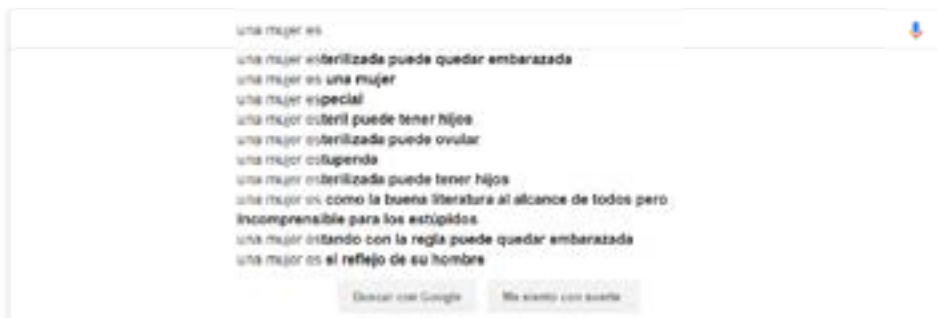 una mujer es
una mujer esterilizada puede quedar embarazada
una mujer es una mujer
una mujer especial
una mujer esteril puede tener hijos
una mujer esterilizada puede ovular
una mujer estupenda
una mujer esterilizada puede tener hijos
una mujer es como la buena literatura al alcance de todos pero
incomprensible para los estúpidos
una mujer estando con la regla puede quedar embarazada
una mujer es el reflejo de su hombre
Buscar con Google Me siento con suerte